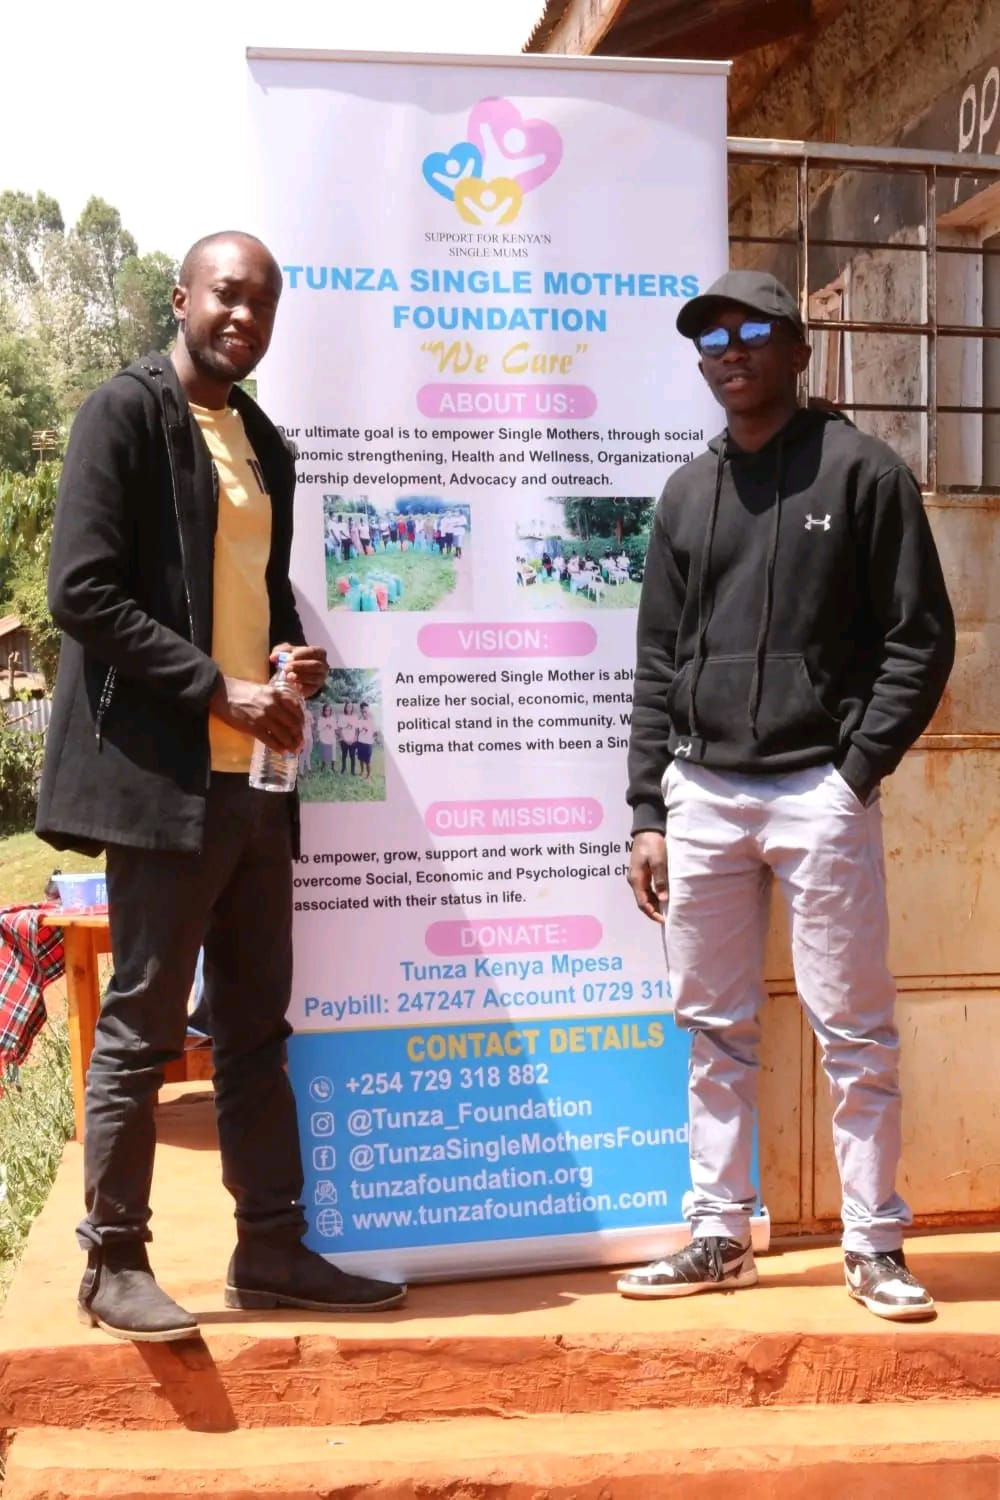 SUPPORT FOR KENYA'N
SINGLE MUMS
TUNZA SINGLE MOTHERS
FOUNDATION
"We Care"
ABOUT US:
ur ultimate goal is to empower Single Mothers, through social
nomic strengthening, Health and Wellness, Organizational
dership development, Advocacy and outreach.
VISION:
An empowered Single Mother is abl
realize her social, economic, menta
political stand in the community. W
stigma that comes with been a Sin
OUR MISSION:
o empower, grow, support and work with Single M
overcome Social, Economic and Psychological ch
associated with their status in life.
DONATE:
Tunza Kenya Mpesa
Paybill: 247247 Account 0729 318
CONTACT DETAILS
+254 729 318 882
@Tunza_Foundation
@TunzaSingleMothersFound
tunzafoundation.org
www.tunzafoundation.com